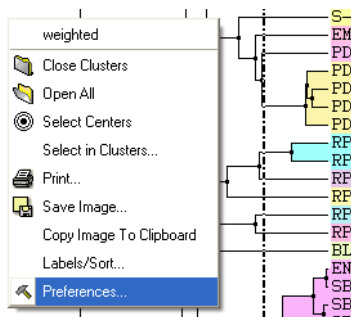 weighted
Close Clusters
Open All
Select Centers
Select in Clusters...
Print...
Save Image...
Copy Image To Clipboard
Labels/Sort...
Preferences...
S-
EM
PD
PD
PD
PD
PD
RP
RP
RP
RP
RP
RP
BL
EN
SB
SB